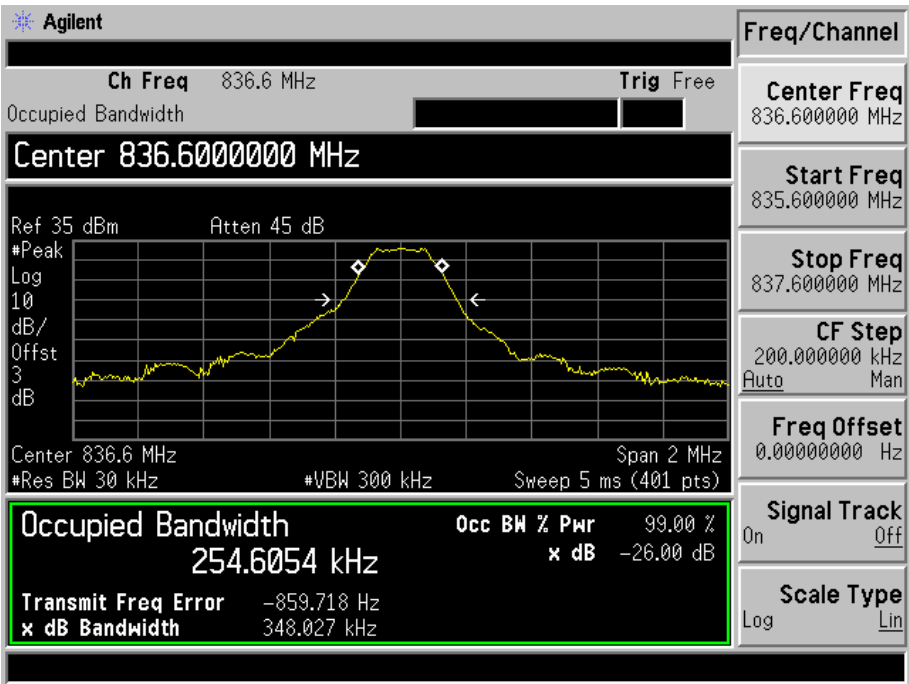 Agilent
Freq/Channel
Ch Freq 836.6 MHz Trig Free
Occupied Bandwidth
Center 836.6000000 MHz
Ref 35 dBm Atten 45 dB
#Peak
Log
10
dB/
Offst
3
dB
Center 836.6 MHz Span 2 MHz
#Res BW 30 kHz #VBW 300 kHz Sweep 5 ms (401 pts)
Occupied Bandwidth Occ BW % Pwr 99.00 %
254.6054 kHz x dB -26.00 dB
Transmit Freq Error -859.718 Hz
x dB Bandwidth 348.027 kHz
Center Freq
836.600000 MHz
Start Freq
835.600000 MHz
Stop Freq
837.600000 MHz
CF Step
200.000000 kHz
Auto Man
Freq Offset
0.00000000 Hz
Signal Track
On Off
Scale Type
Log Lin